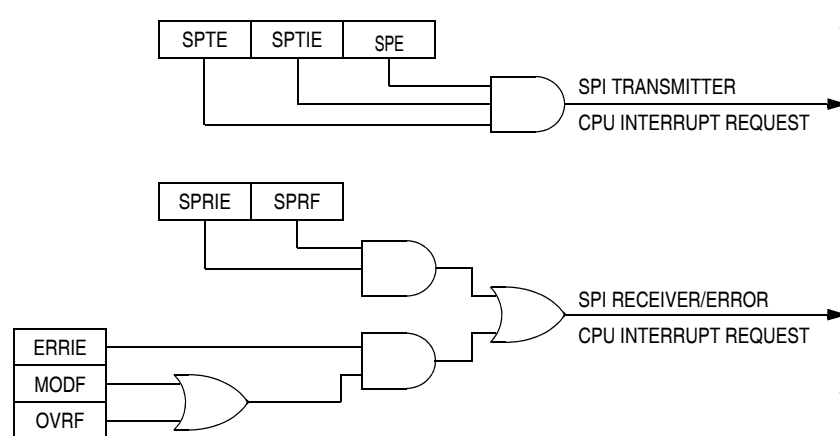 SPTE SPTIE SPE
SPI TRANSMITTER
CPU INTERRUPT REQUEST
SPRIE SPRF
SPI RECEIVER/ERROR
CPU INTERRUPT REQUEST
ERRIE
MODF
OVRF